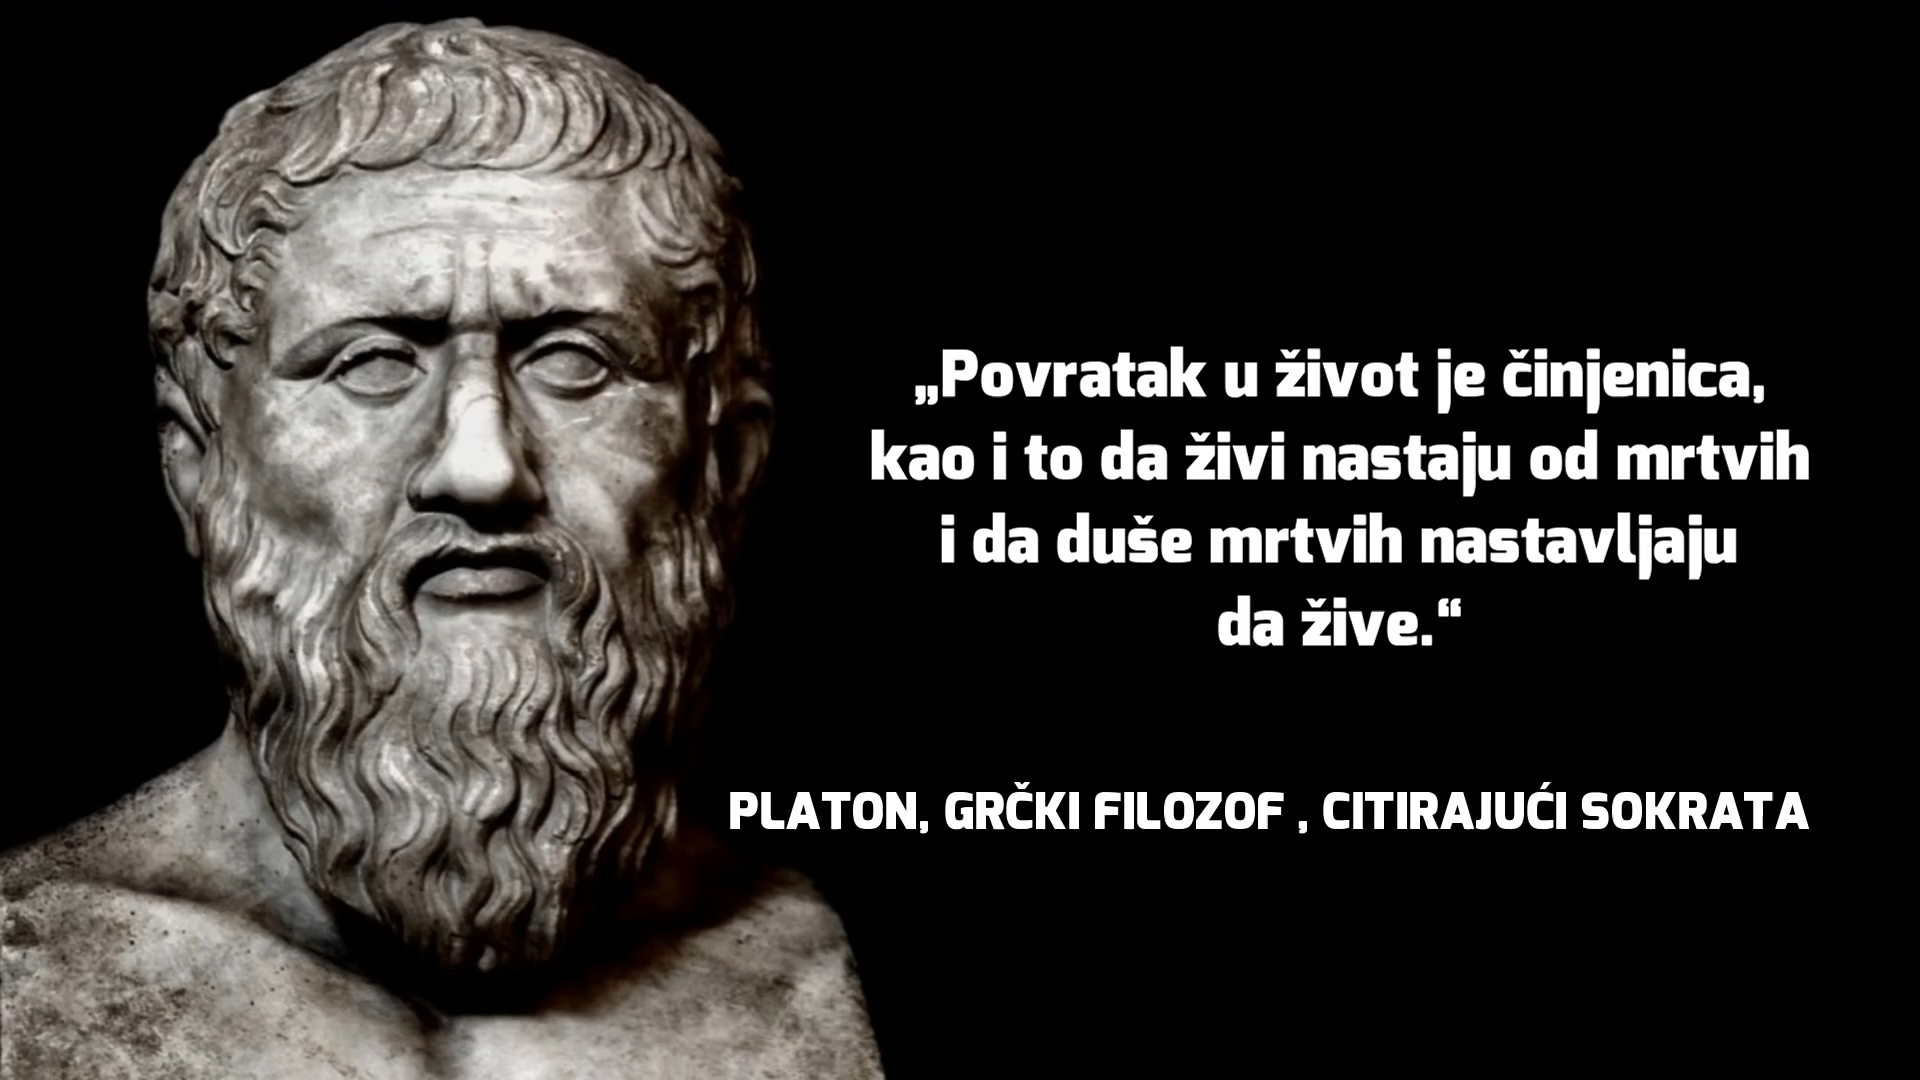 „Povratak u život je činjenica,
kao i to da živi nastaju od mrtvih
i da duše mrtvih nastavljaju
da žive.“
PLATON, GRČKI FILOZOF , CITIRAJUĆI SOKRATA